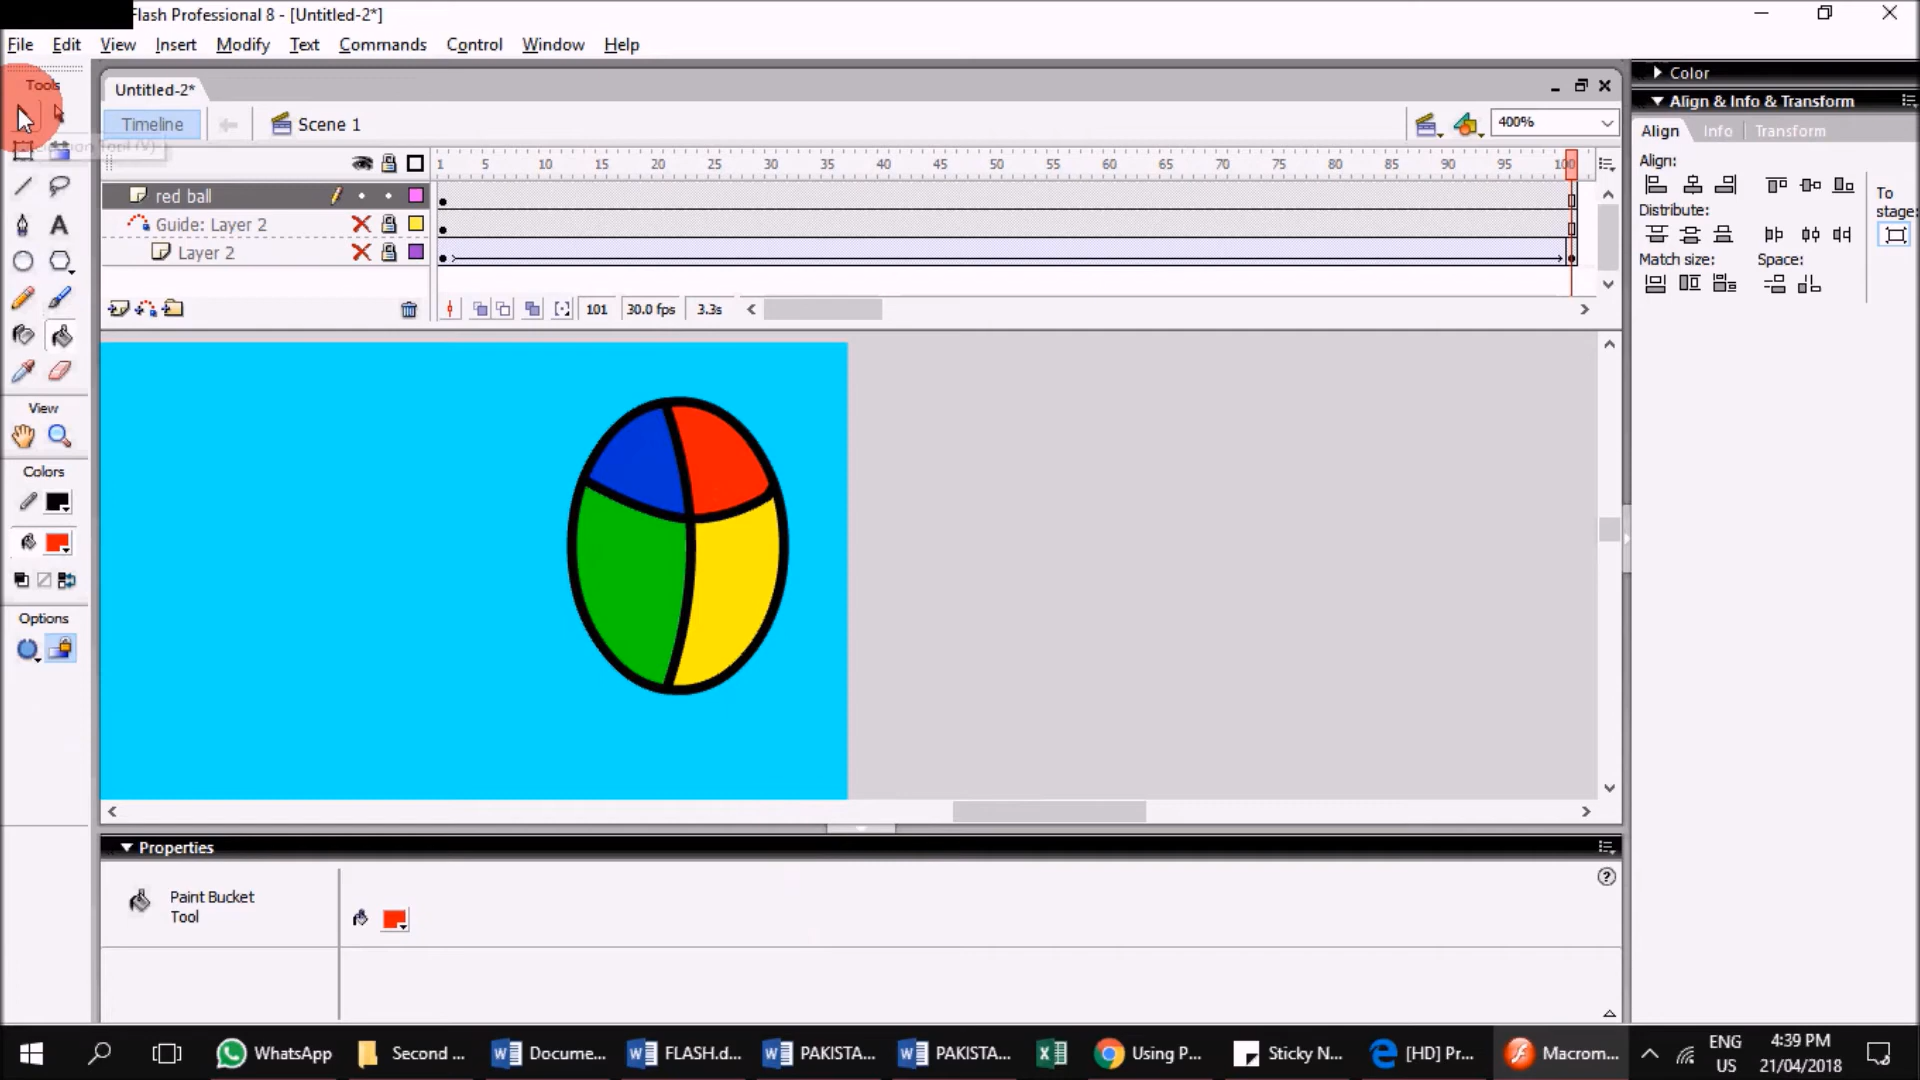 Flash Professional 8 - [Untitled-2*]
File Edit View Insert Modify Text Commands Control Window Help
Tools
Untitled-2*
Timeline Scene 1 400%
1 5 10 15 20 25 30 35 40 45 50 55 60 65 70 75 80 85 90 95 100
red ball
Guide: Layer 2
Layer 2
101 30.0 fps 3.3s
View
Colors
Options
Color
Align & Info & Transform
Align Info Transform
Align:
To
stage:
Distribute:
Match size: Space:
Properties
Paint Bucket
Tool
WhatsApp Second ... Docume... FLASH.d... PAKISTA... PAKISTA... Using P... Sticky N... [HD] Pr... Macrom...
ENG
US
4:39 PM
21/04/2018